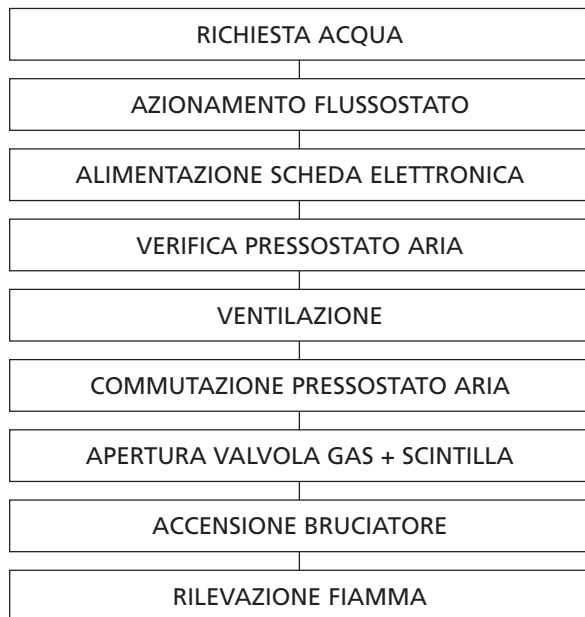 RICHIESTA ACQUA
AZIONAMENTO FLUSSOSTATO
ALIMENTAZIONE SCHEDA ELETTRONICA
VERIFICA PRESSOSTATO ARIA
VENTILAZIONE
COMMUTAZIONE PRESSOSTATO ARIA
APERTURA VALVOLA GAS + SCINTILLA
ACCENSIONE BRUCIATORE
RILEVAZIONE FIAMMA